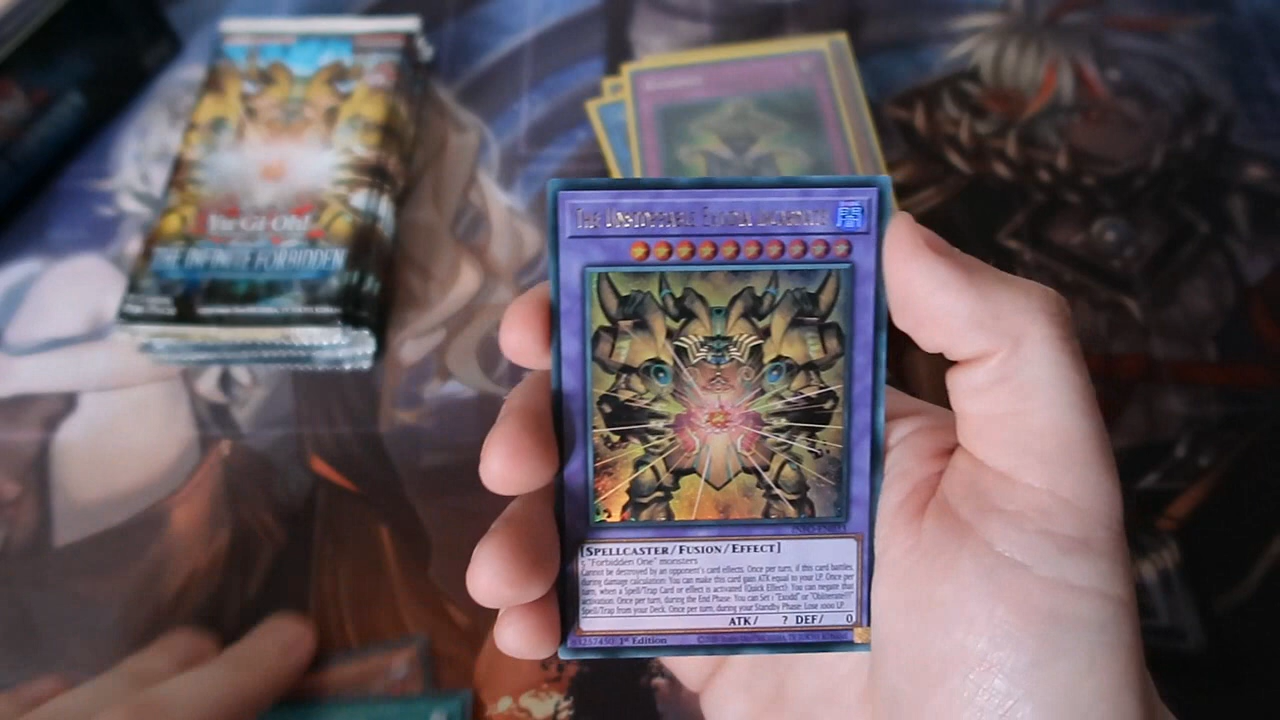 Yu-Gi-Oh!
THE INFINITE FORBIDDEN
THE UNSTOPPABLE EXODIA INCARNATE
[SPELLCASTER/FUSION/EFFECT]
5 "Forbidden One" monsters
Cannot be destroyed by an opponent's card effects. Once per turn, if this card battles,
during damage calculation: You can make this card gain ATK equal to your LP. Once per
turn, when a Spell/Trap Card or effect is activated (Quick Effect): You can negate that
activation. Once per turn, during the End Phase: You can Set 1 "Exodd" or "Obliterate!!!"
Spell/Trap from your Deck. Once per turn, during your Standby Phase: Lose 1000 LP.
ATK/ ? DEF/ 0
1st Edition